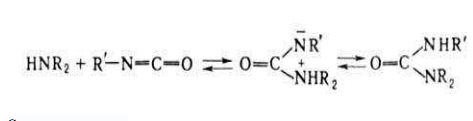 HNR₂ + R'—N=C=O ⇌ O=C(N̄R')(N⁺HR₂) ⇌ O=C(NHR')(NR₂)